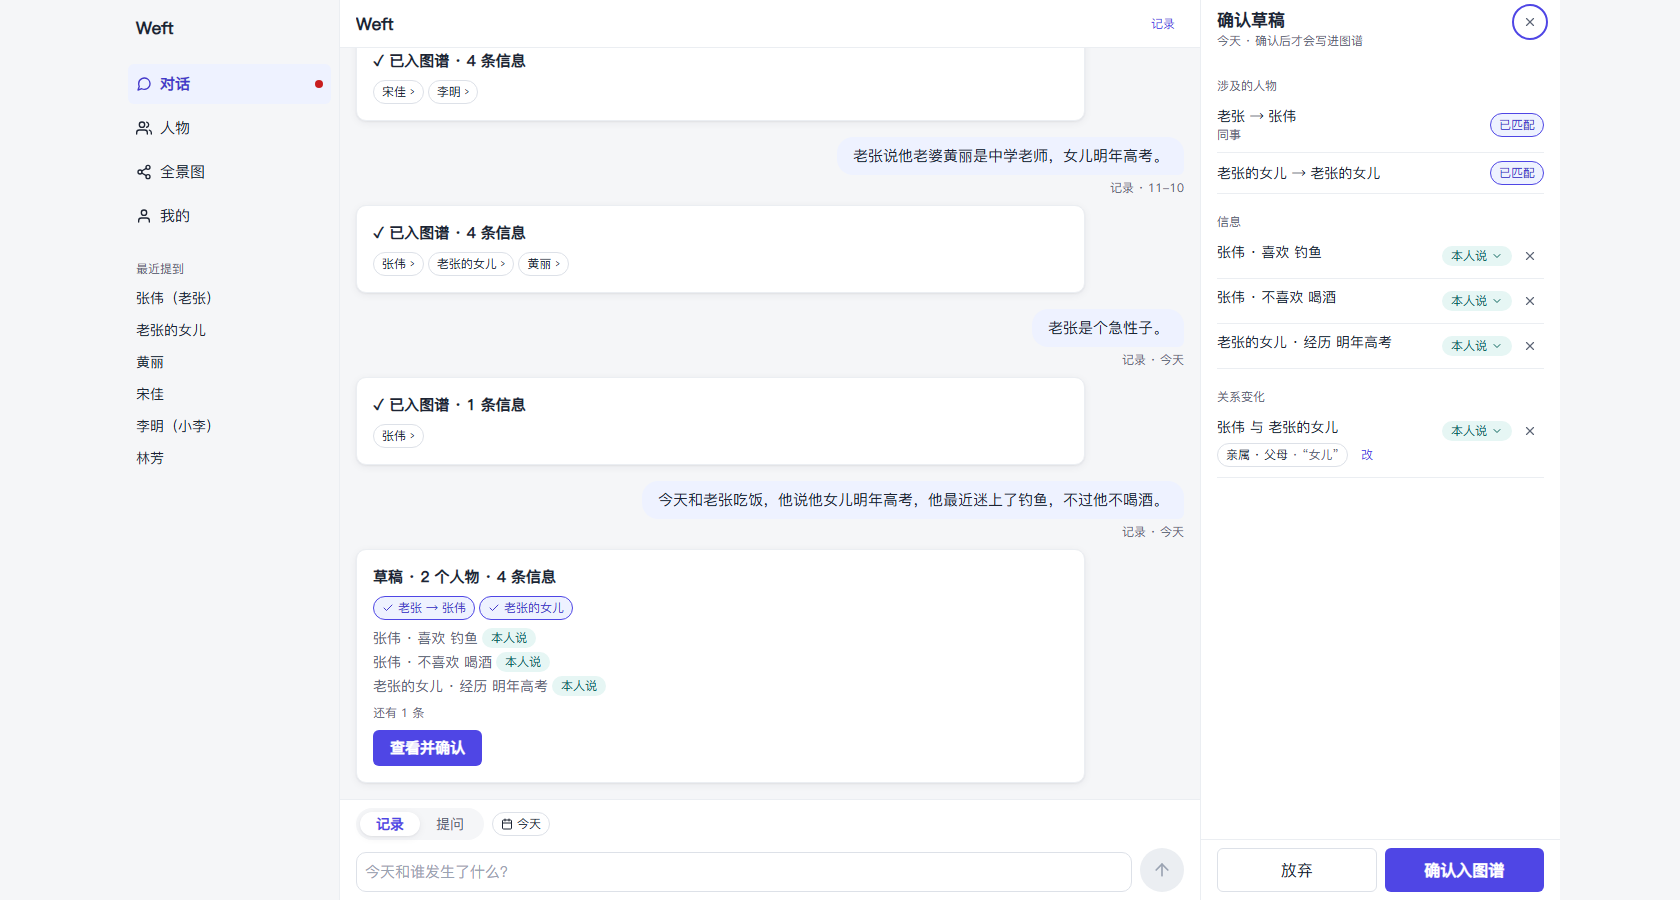 Weft
对话
人物
全景图
我的
最近提到
张伟（老张）
老张的女儿
黄丽
宋佳
李明（小李）
林芳
Weft
记录
✓ 已入图谱 · 4 条信息
宋佳 ›
李明 ›
老张说他老婆黄丽是中学老师，女儿明年高考。
记录 · 11-10
✓ 已入图谱 · 4 条信息
张伟 ›
老张的女儿 ›
黄丽 ›
老张是个急性子。
记录 · 今天
✓ 已入图谱 · 1 条信息
张伟 ›
今天和老张吃饭，他说他女儿明年高考，他最近迷上了钓鱼，不过他不喝酒。
记录 · 今天
草稿 · 2 个人物 · 4 条信息
✓ 老张 → 张伟
✓ 老张的女儿
张伟 · 喜欢 钓鱼 本人说
张伟 · 不喜欢 喝酒 本人说
老张的女儿 · 经历 明年高考 本人说
还有 1 条
查看并确认
记录
提问
今天
今天和谁发生了什么？
确认草稿
今天 · 确认后才会写进图谱
涉及的人物
老张 → 张伟
同事
已匹配
老张的女儿 → 老张的女儿
已匹配
信息
张伟 · 喜欢 钓鱼
本人说
张伟 · 不喜欢 喝酒
本人说
老张的女儿 · 经历 明年高考
本人说
关系变化
张伟 与 老张的女儿
本人说
亲属 · 父母 · “女儿”
改
放弃
确认入图谱